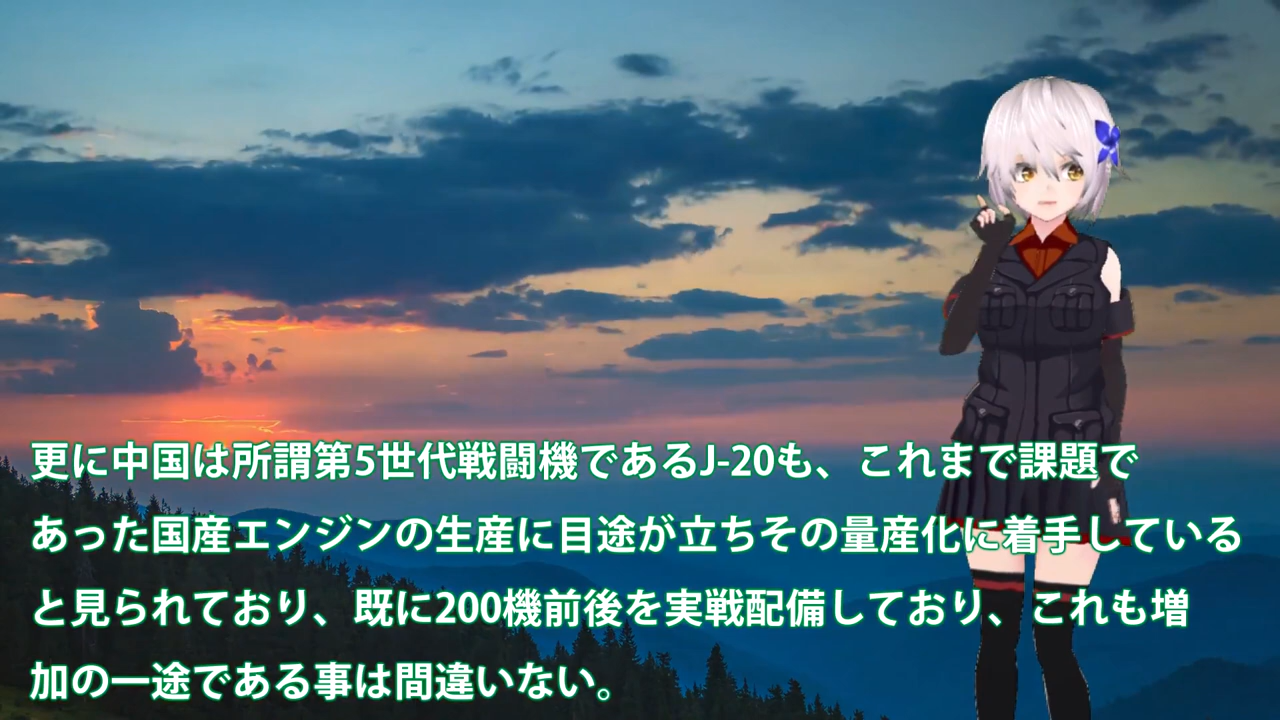 更に中国は所謂第5世代戦闘機であるJ-20も、これまで課題で
あった国産エンジンの生産に目途が立ちその量産化に着手している
と見られており、既に200機前後を実戦配備しており、これも増
加の一途である事は間違いない。